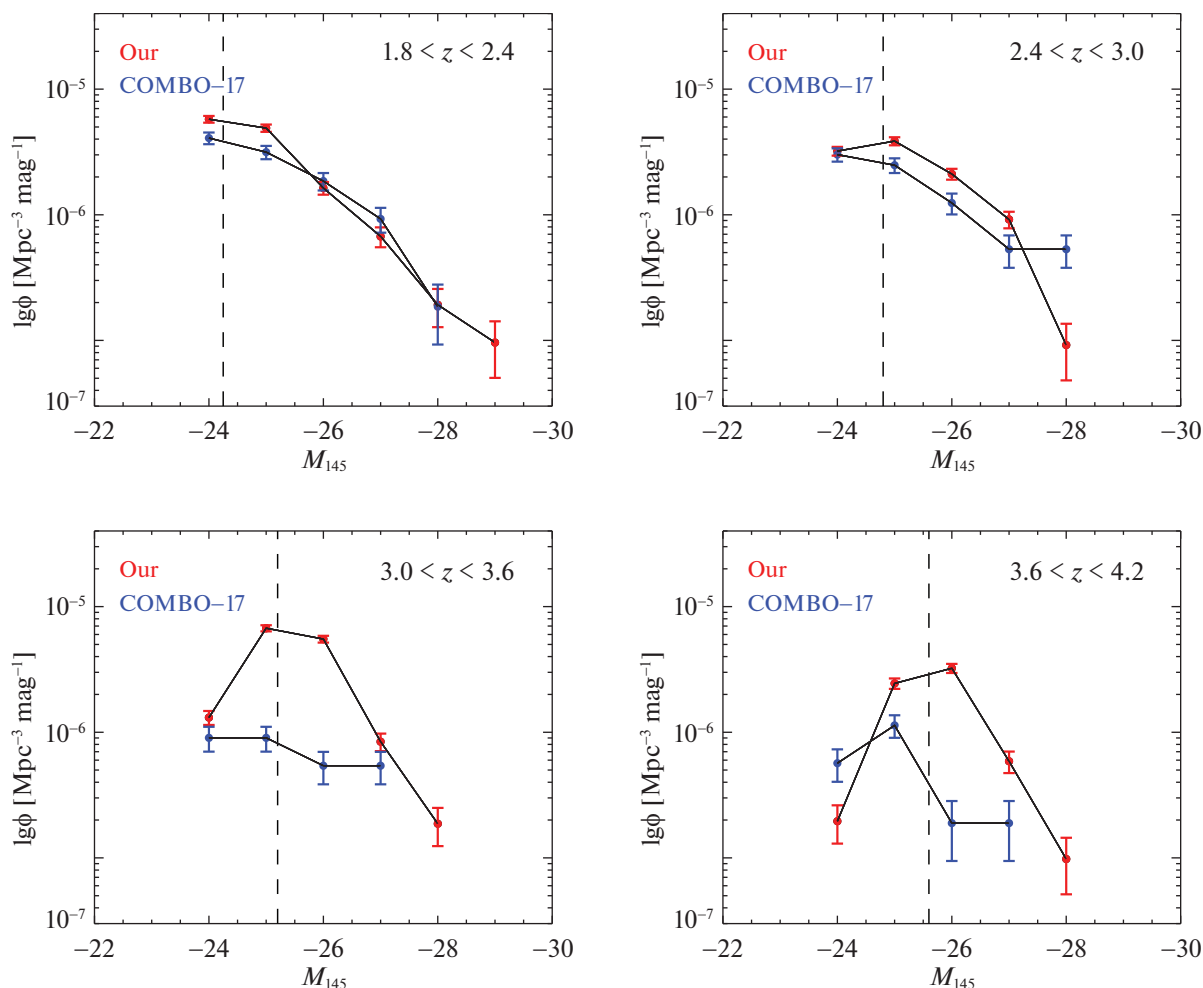 Our
COMBO–17
1.8 < z < 2.4
10⁻⁵
10⁻⁶
10⁻⁷
lgϕ [Mpc⁻³ mag⁻¹]
−22 −24 −26 −28 −30
M₁₄₅
Our
COMBO–17
2.4 < z < 3.0
10⁻⁵
10⁻⁶
10⁻⁷
lgϕ [Mpc⁻³ mag⁻¹]
−22 −24 −26 −28 −30
M₁₄₅
Our
COMBO–17
3.0 < z < 3.6
10⁻⁵
10⁻⁶
10⁻⁷
lgϕ [Mpc⁻³ mag⁻¹]
−22 −24 −26 −28 −30
M₁₄₅
Our
COMBO–17
3.6 < z < 4.2
10⁻⁵
10⁻⁶
10⁻⁷
lgϕ [Mpc⁻³ mag⁻¹]
−22 −24 −26 −28 −30
M₁₄₅